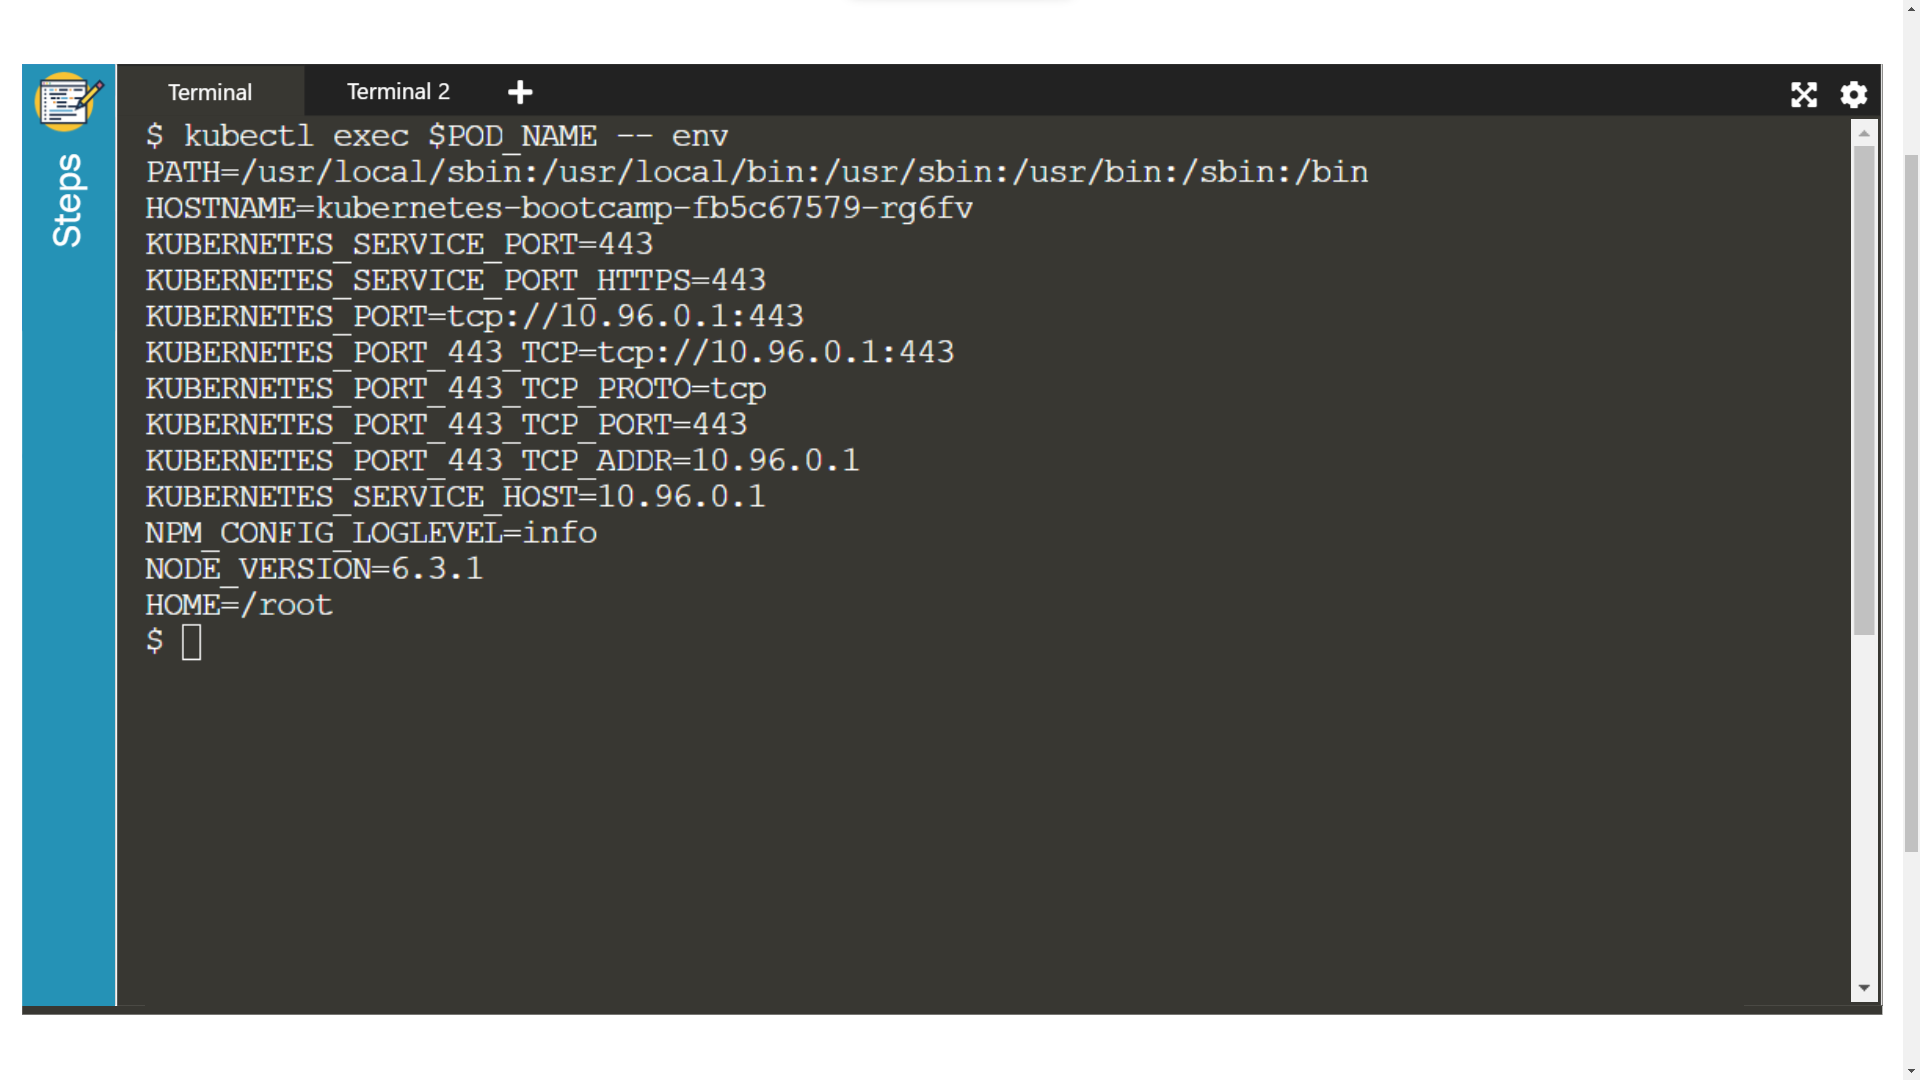 Steps
Terminal
Terminal 2
$ kubectl exec $POD_NAME -- env
PATH=/usr/local/sbin:/usr/local/bin:/usr/sbin:/usr/bin:/sbin:/bin
HOSTNAME=kubernetes-bootcamp-fb5c67579-rg6fv
KUBERNETES_SERVICE_PORT=443
KUBERNETES_SERVICE_PORT_HTTPS=443
KUBERNETES_PORT=tcp://10.96.0.1:443
KUBERNETES_PORT_443_TCP=tcp://10.96.0.1:443
KUBERNETES_PORT_443_TCP_PROTO=tcp
KUBERNETES_PORT_443_TCP_PORT=443
KUBERNETES_PORT_443_TCP_ADDR=10.96.0.1
KUBERNETES_SERVICE_HOST=10.96.0.1
NPM_CONFIG_LOGLEVEL=info
NODE_VERSION=6.3.1
HOME=/root
$